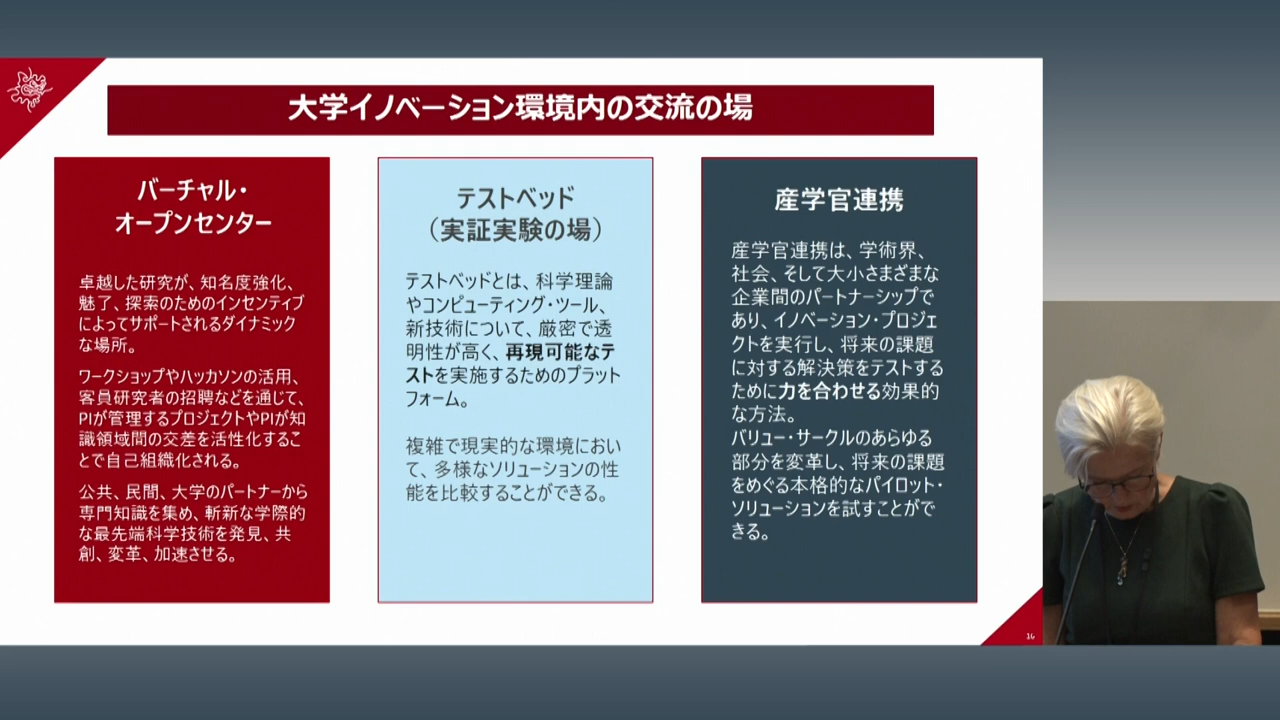 大学イノベーション環境内の交流の場
バーチャル・
オープンセンター
卓越した研究が、知名度強化、
魅了、探索のためのインセンティブ
によってサポートされるダイナミック
な場所。
ワークショップやハッカソンの活用、
客員研究者の招聘などを通じて、
PIが管理するプロジェクトやPIが知
識領域間の交差を活性化するこ
とで自己組織化される。
公共、民間、大学のパートナーから
専門知識を集め、斬新な学際的
な最先端科学技術を発見、共
創、変革、加速させる。
テストベッド
（実証実験の場）
テストベッドとは、科学理論
やコンピューティング・ツール、
新技術について、厳密で透
明性が高く、再現可能なテ
ストを実施するためのプラット
フォーム。
複雑で現実的な環境におい
て、多様なソリューションの性
能を比較することができる。
産学官連携
産学官連携は、学術界、
社会、そして大小さまざまな
企業間のパートナーシップで
あり、イノベーション・プロジェ
クトを実行し、将来の課題
に対する解決策をテストする
ために力を合わせる効果的
な方法。
バリュー・サークルのあらゆる
部分を変革し、将来の課題
をめぐる本格的なパイロット・
ソリューションを試すことがで
きる。
16